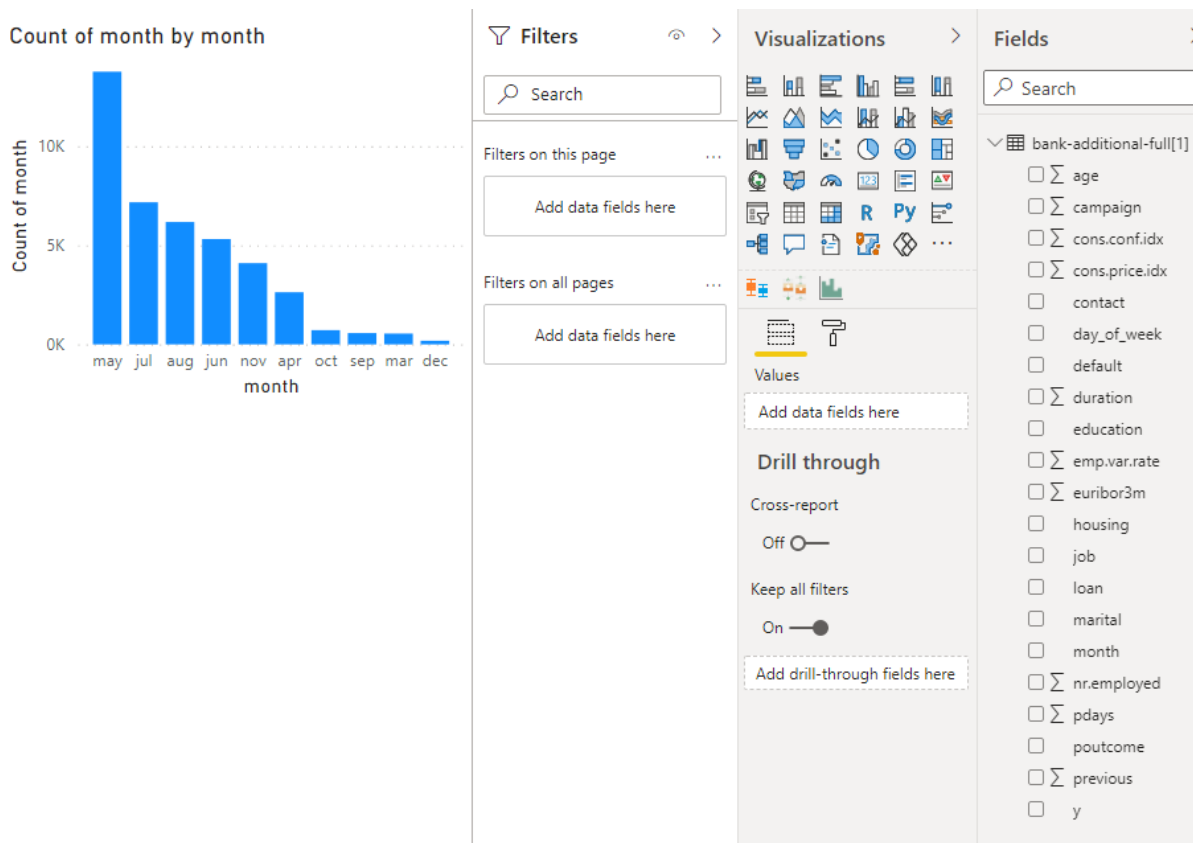 Count of month by month
Count of month
10K
5K
0K
may jul aug jun nov apr oct sep mar dec
month
Filters
Search
Filters on this page ...
Add data fields here
Filters on all pages ...
Add data fields here
Visualizations
123
R Py
...
Values
Add data fields here
Drill through
Cross-report
Off
Keep all filters
On
Add drill-through fields here
Fields
Search
bank-additional-full[1]
∑ age
∑ campaign
∑ cons.conf.idx
∑ cons.price.idx
contact
day_of_week
default
∑ duration
education
∑ emp.var.rate
∑ euribor3m
housing
job
loan
marital
month
∑ nr.employed
∑ pdays
poutcome
∑ previous
y